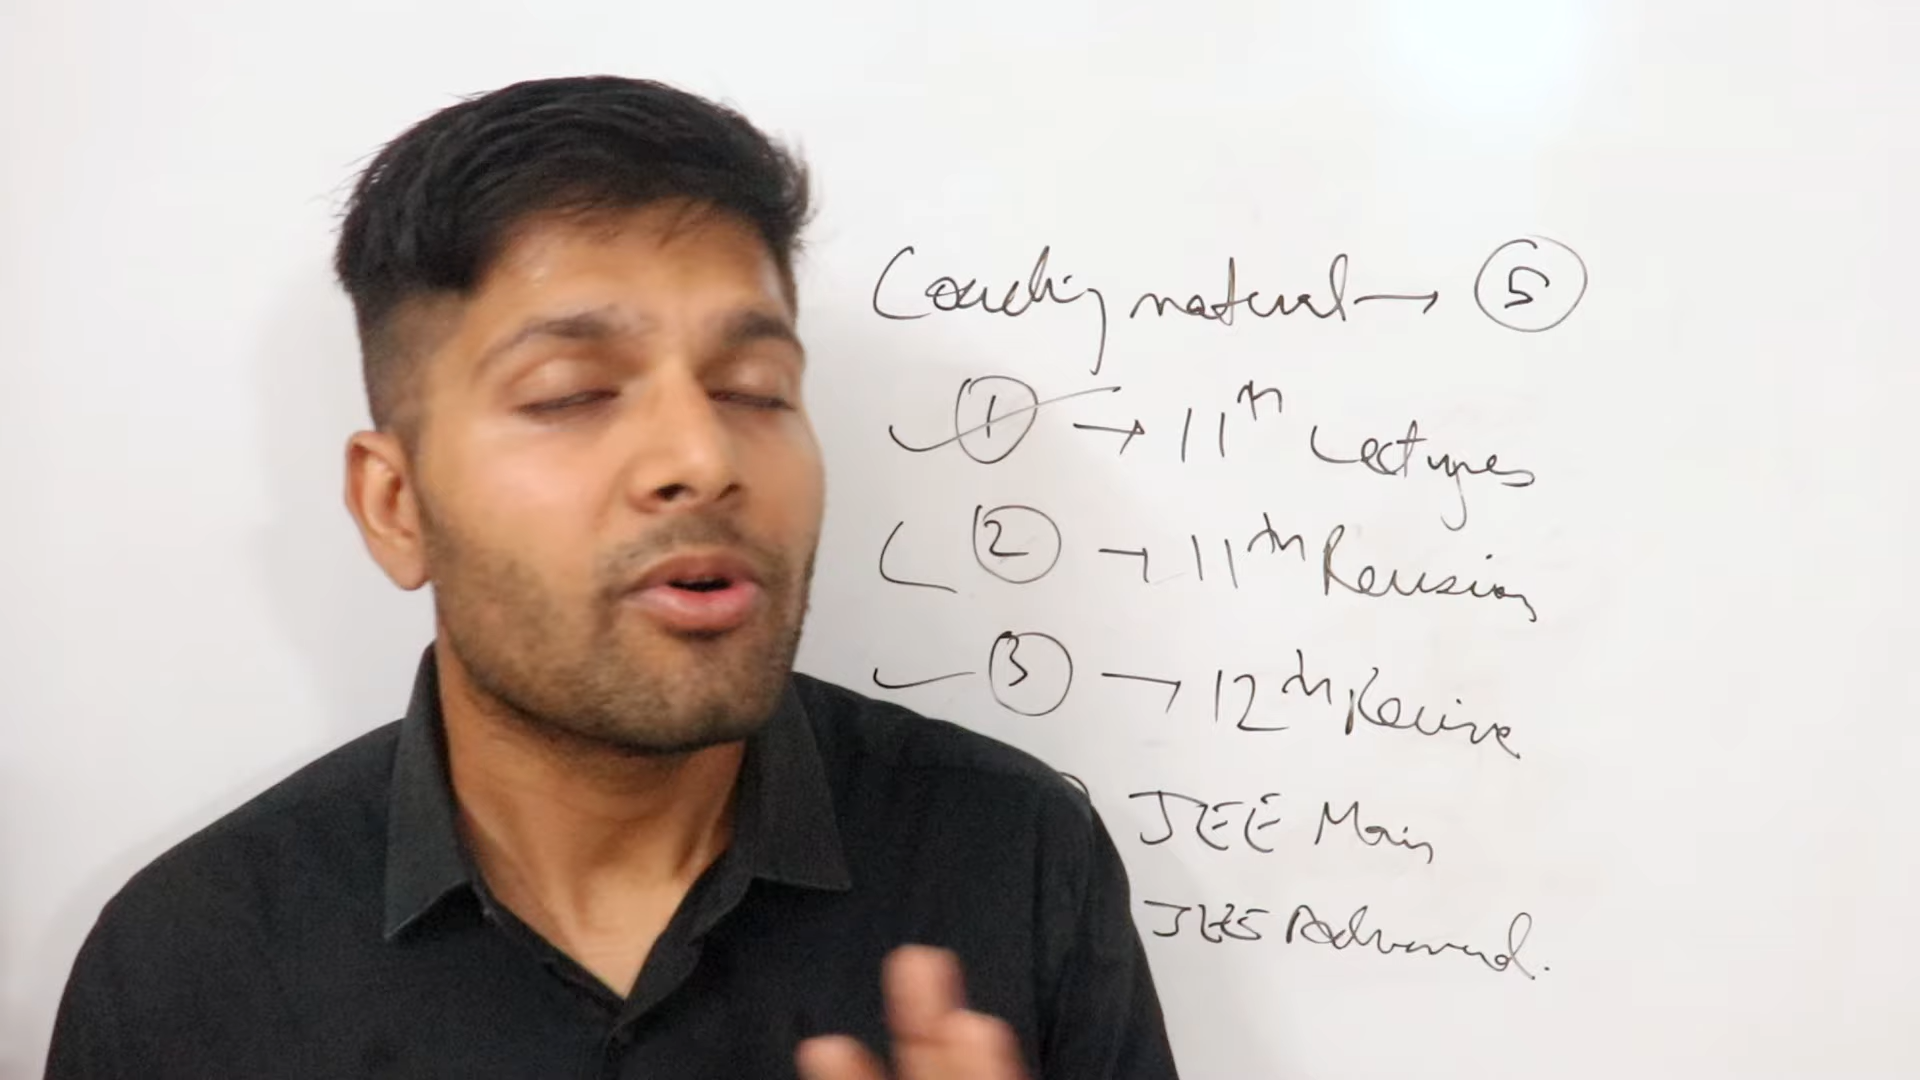 Coaching material → 5
1 → 11th Lectures
2 → 11th Revision
3 → 12th Revise
JEE Main
JEE Advanced.